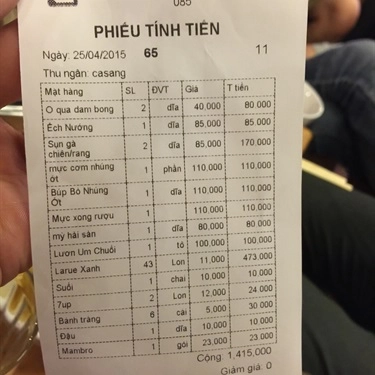 085
PHIẾU TÍNH TIỀN
Ngày: 25/04/2015 65 11
Thu ngân: casang
Mặt hàng SL ĐVT Giá T tiền
Ố qua dam bong 2 dĩa 40,000 80,000
Ếch Nướng 1 dĩa 85,000 85,000
Sụn gà 2 dĩa 85,000 170,000
chiên/rang
mực cơm nhúng 1 phần 110,000 110,000
ớt
Búp Bò Nhúng 1 dĩa 110,000 110,000
Ớt
Mực xong rượu 1 110,000 110,000
mỳ hải sản 1 dĩa 80,000 80,000
Lươn Um Chuối 1 tô 100,000 100,000
Larue Xanh 43 Lon 11,000 473,000
Suối 1 chai 10,000 10,000
7up 2 Lon 12,000 24,000
Bánh tráng 6 cái 5,000 30,000
Đậu 1 dĩa 10,000 10,000
Mambro 1 gói 23,000 23,000
Cộng: 1,415,000
Giảm giá: 0